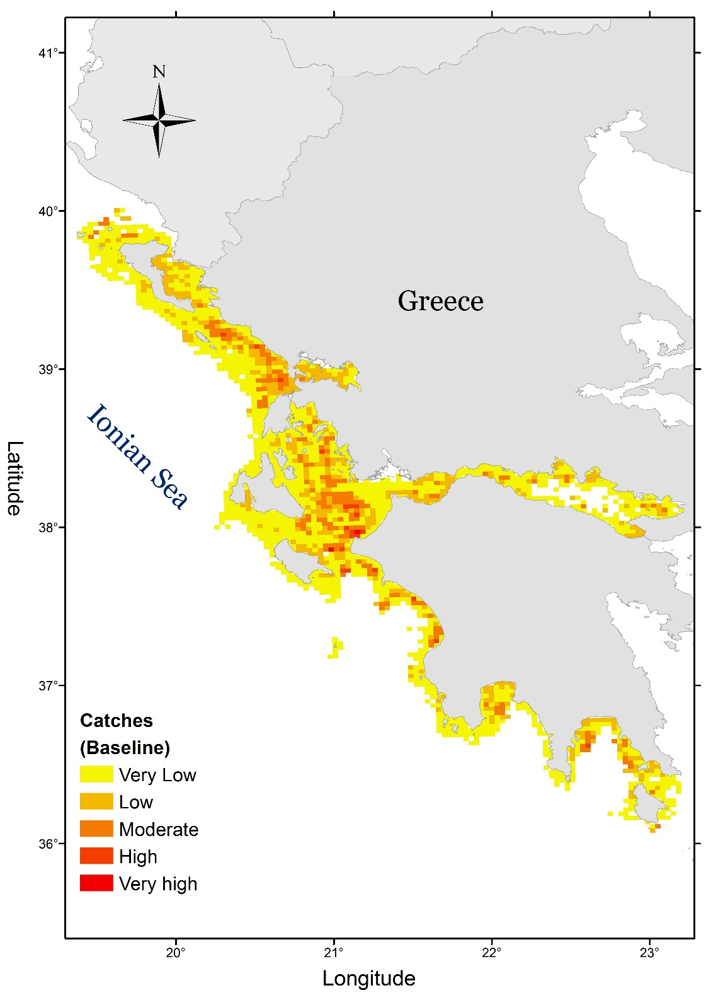 N
41°
40°
39°
38°
37°
36°
Greece
Ionian Sea
Latitude
Catches
(Baseline)
Very Low
Low
Moderate
High
Very high
20°
21°
22°
23°
Longitude